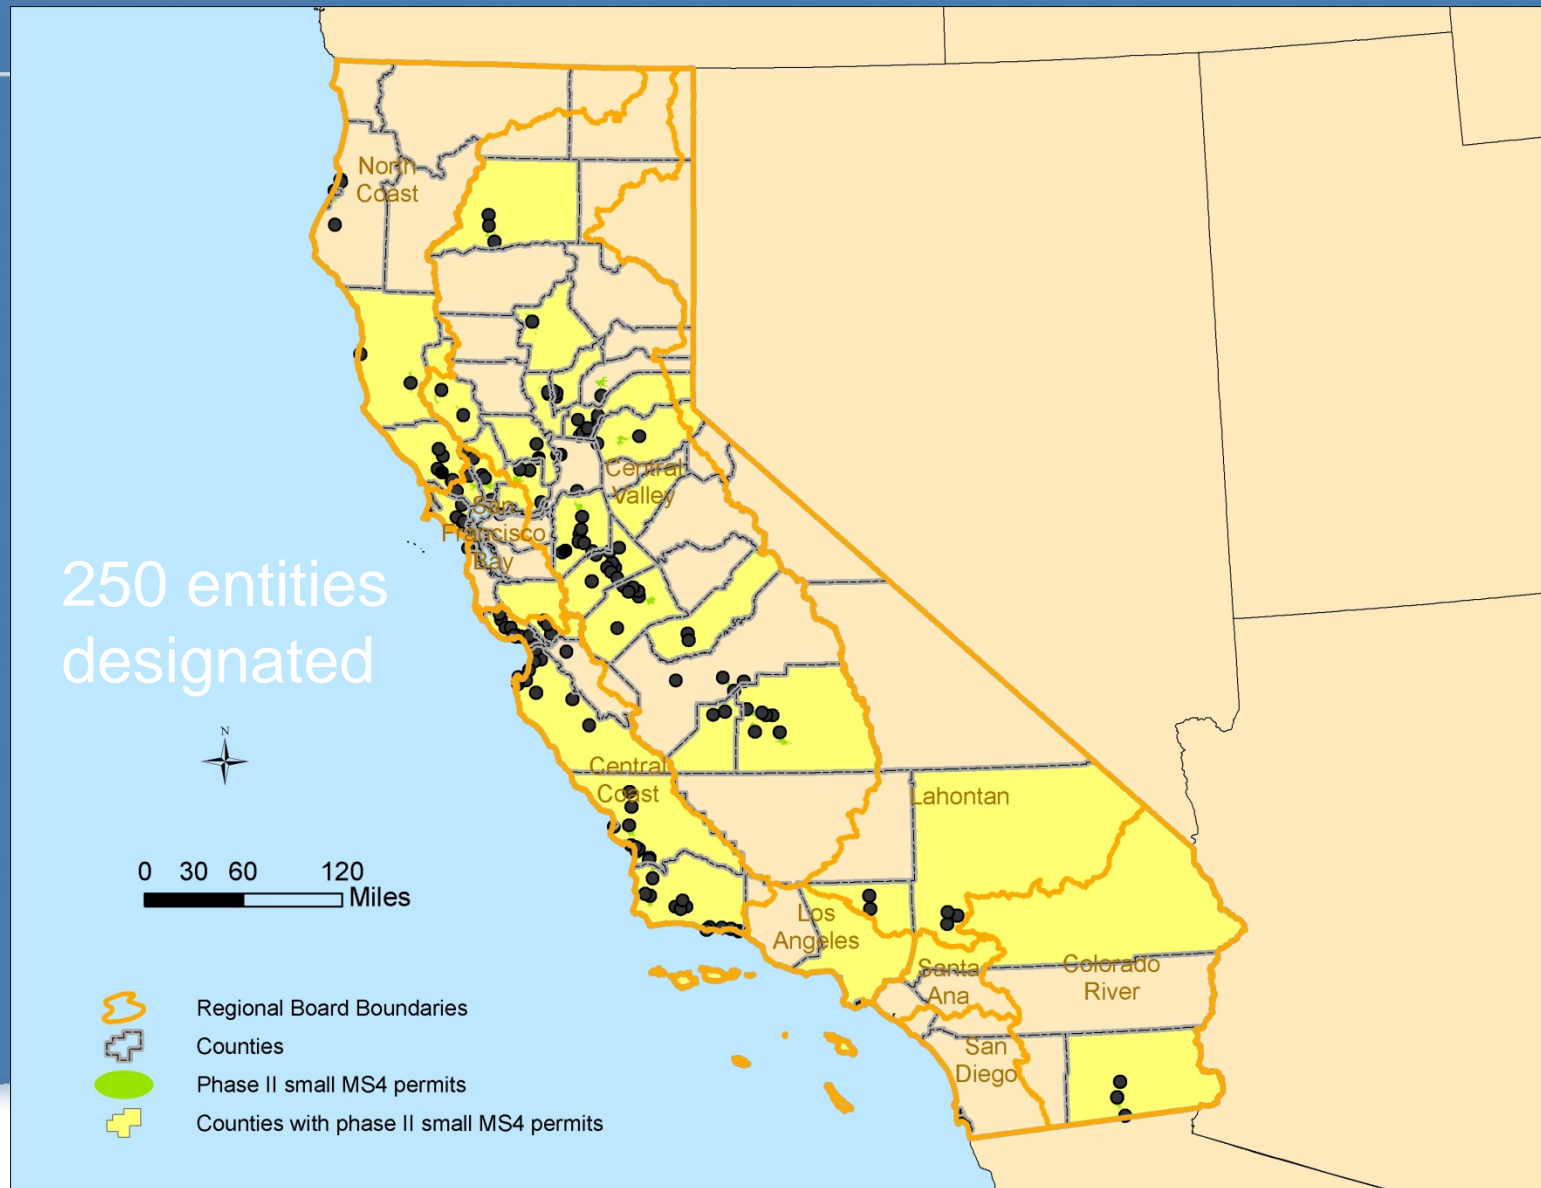 North
Coast
Central
Valley
San
Francisco
Bay
250 entities
designated
N
Central
Coast
Lahontan
0 30 60 120
Miles
Los
Angeles
Santa
Ana
Colorado
River
San
Diego
Regional Board Boundaries
Counties
Phase II small MS4 permits
Counties with phase II small MS4 permits